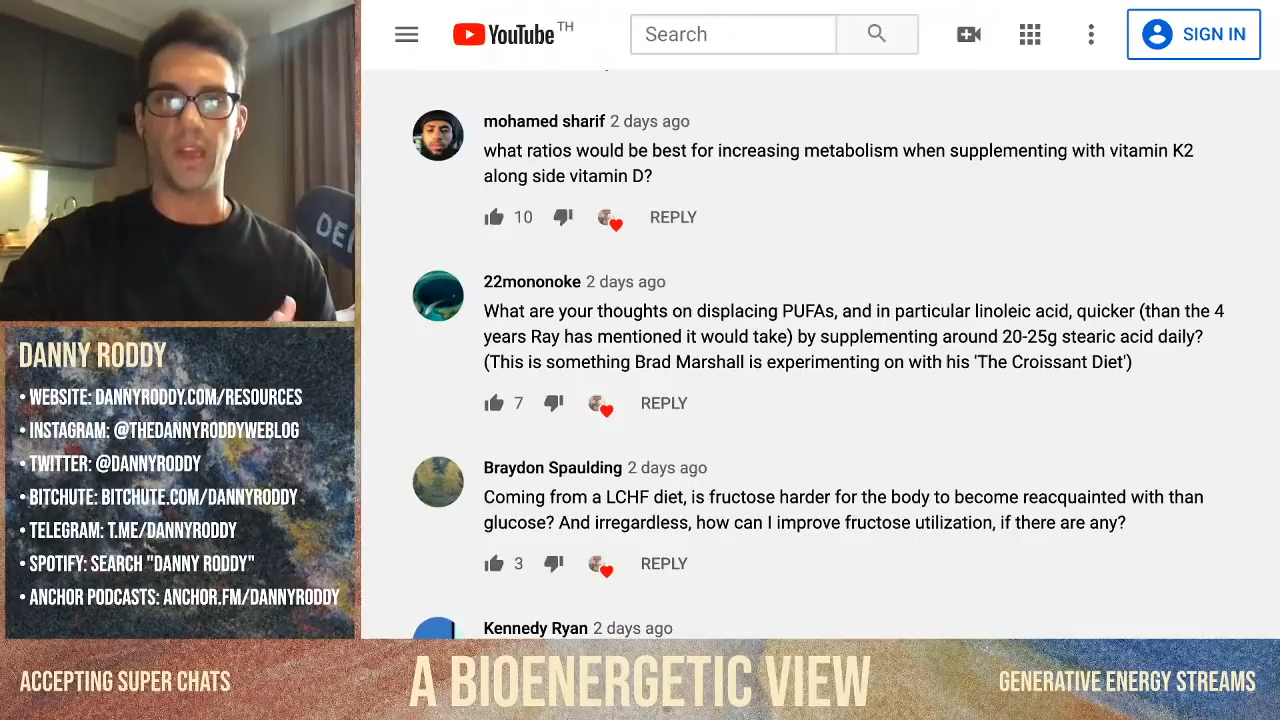 YouTube TH
Search
SIGN IN
mohamed sharif 2 days ago
what ratios would be best for increasing metabolism when supplementing with vitamin K2
along side vitamin D?
10 REPLY
22mononoke 2 days ago
What are your thoughts on displacing PUFAs, and in particular linoleic acid, quicker (than the 4
years Ray has mentioned it would take) by supplementing around 20-25g stearic acid daily?
(This is something Brad Marshall is experimenting on with his 'The Croissant Diet')
7 REPLY
Braydon Spaulding 2 days ago
Coming from a LCHF diet, is fructose harder for the body to become reacquainted with than
glucose? And irregardless, how can I improve fructose utilization, if there are any?
3 REPLY
Kennedy Ryan 2 days ago
DANNY RODDY
• WEBSITE: DANNYRODDY.COM/RESOURCES
• INSTAGRAM: @THEDANNYRODDYWEBLOG
• TWITTER: @DANNYRODDY
• BITCHUTE: BITCHUTE.COM/DANNYRODDY
• TELEGRAM: T.ME/DANNYRODDY
• SPOTIFY: SEARCH "DANNY RODDY"
• ANCHOR PODCASTS: ANCHOR.FM/DANNYRODDY
ACCEPTING SUPER CHATS
A BIOENERGETIC VIEW
GENERATIVE ENERGY STREAMS